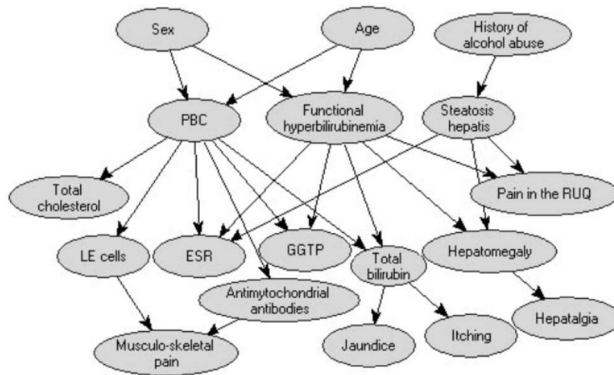 Sex
Age
History of
alcohol abuse
PBC
Functional
hyperbilirubinemia
Steatosis
hepatis
Total
cholesterol
Pain in the RUQ
LE cells
ESR
GGTP
Total
bilirubin
Hepatomegaly
Antimytochondrial
antibodies
Musculo-skeletal
pain
Jaundice
Itching
Hepatalgia